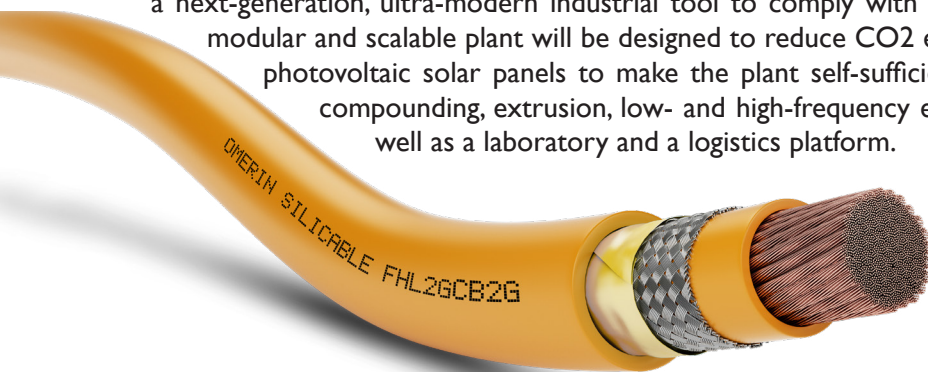 a next-generation, ultra-modern industrial tool to comply with
modular and scalable plant will be designed to reduce CO2
photovoltaic solar panels to make the plant
compounding, extrusion, low- and high-frequency
well as a laboratory and a logistics platform.
OMERIN SILICABLE FHL2GCB2G